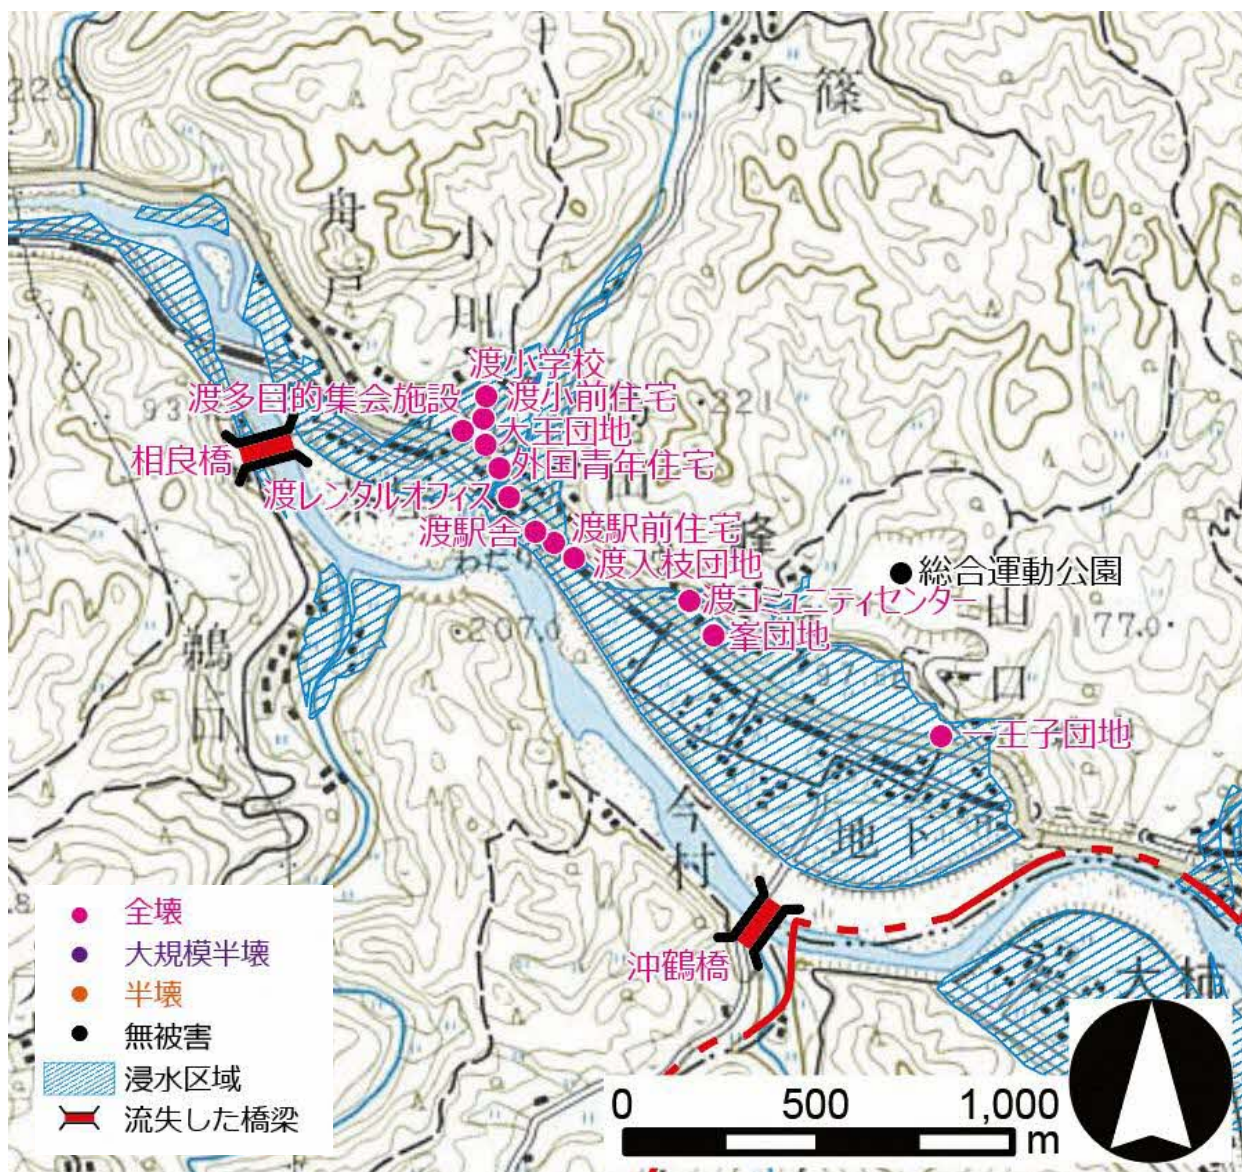 228
水篠
舟戸
小川
渡小学校
渡多目的集会施設
渡小前住宅
221
大王団地
93
相良橋
外国青年住宅
渡レンタルオフィス
渡駅舎
渡駅前住宅
わたり
峰
渡入枝団地
総合運動公園
渡コミュニティセンター
山口
207.0
177.0
峯団地
鵜口
一王子団地
今村
地下
沖鶴橋
大柿
全壊
大規模半壊
半壊
無被害
浸水区域
流失した橋梁
0 500 1,000
m